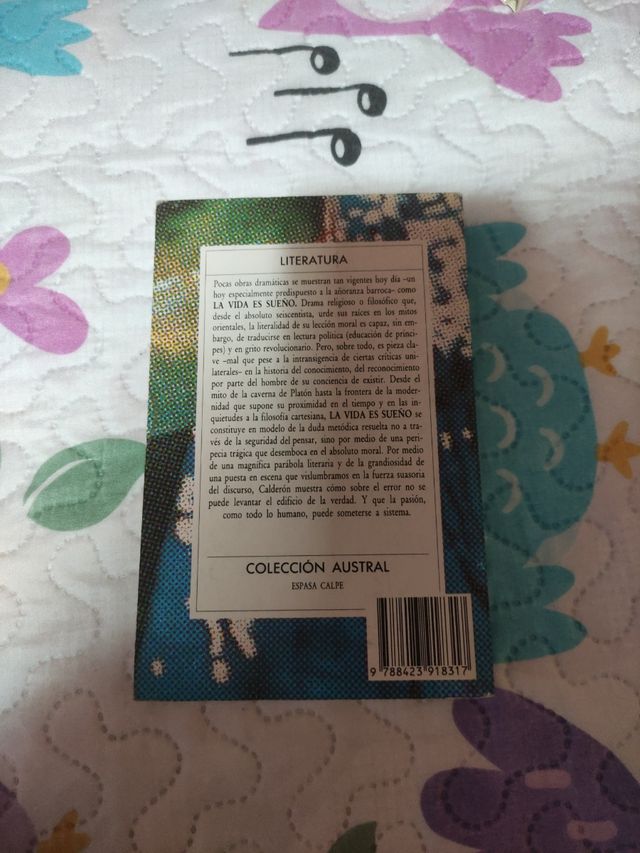 LITERATURA
Pocas obras dramáticas se muestran tan vigentes hoy día -un
hoy especialmente predispuesto a la añoranza barroca- como
LA VIDA ES SUEÑO. Drama religioso o filosófico que,
desde el absoluto seiscentista, urde sus raíces en los mitos
orientales, la literalidad de su lección moral es capaz, sin em-
bargo, de traducirse en lectura política (educación de prínci-
pes) y en grito revolucionario. Pero, sobre todo, es pieza cla-
ve -mal que pese a la intransigencia de ciertas críticas uni-
laterales- en la historia del conocimiento, del reconocimiento
por parte del hombre de su conciencia de existir. Desde el
mito de la caverna de Platón hasta la frontera de la moder-
nidad que supone su proximidad en el tiempo y en las in-
quietudes a la filosofía cartesiana, LA VIDA ES SUEÑO se
constituye en modelo de la duda metódica resuelta no a tra-
vés de la seguridad del pensar, sino por medio de una peri-
pecia trágica que desemboca en el absoluto moral. Por medio
de una magnífica parábola literaria y de la grandiosidad de
una puesta en escena que vislumbramos en la fuerza suasoria
del discurso, Calderón muestra cómo sobre el error no se
puede levantar el edificio de la verdad. Y que la pasión,
como todo lo humano, puede someterse a sistema.
COLECCIÓN AUSTRAL
ESPASA CALPE
9 788423 918317